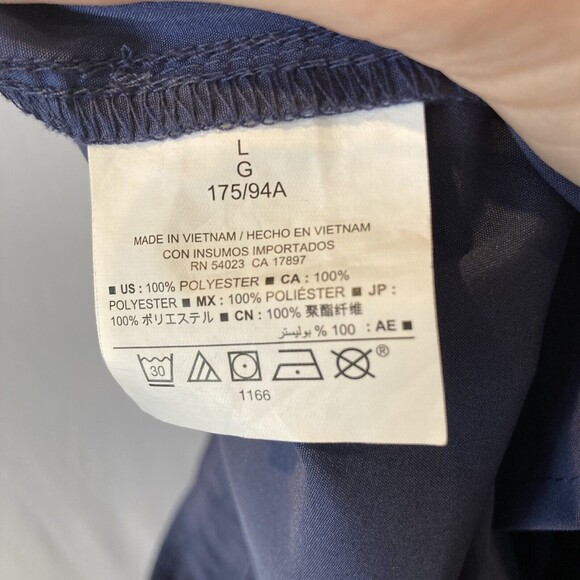 L
G
175/94A
MADE IN VIETNAM / HECHO EN VIETNAM
CON INSUMOS IMPORTADOS
RN 54023 CA 17897
■ US : 100% POLYESTER ■ CA : 100%
POLYESTER ■ MX : 100% POLIÉSTER ■ JP :
100% ポリエステル ■ CN : 100% 聚酯纤维
■ AE : 100 % بوليستر
30 ®
1166